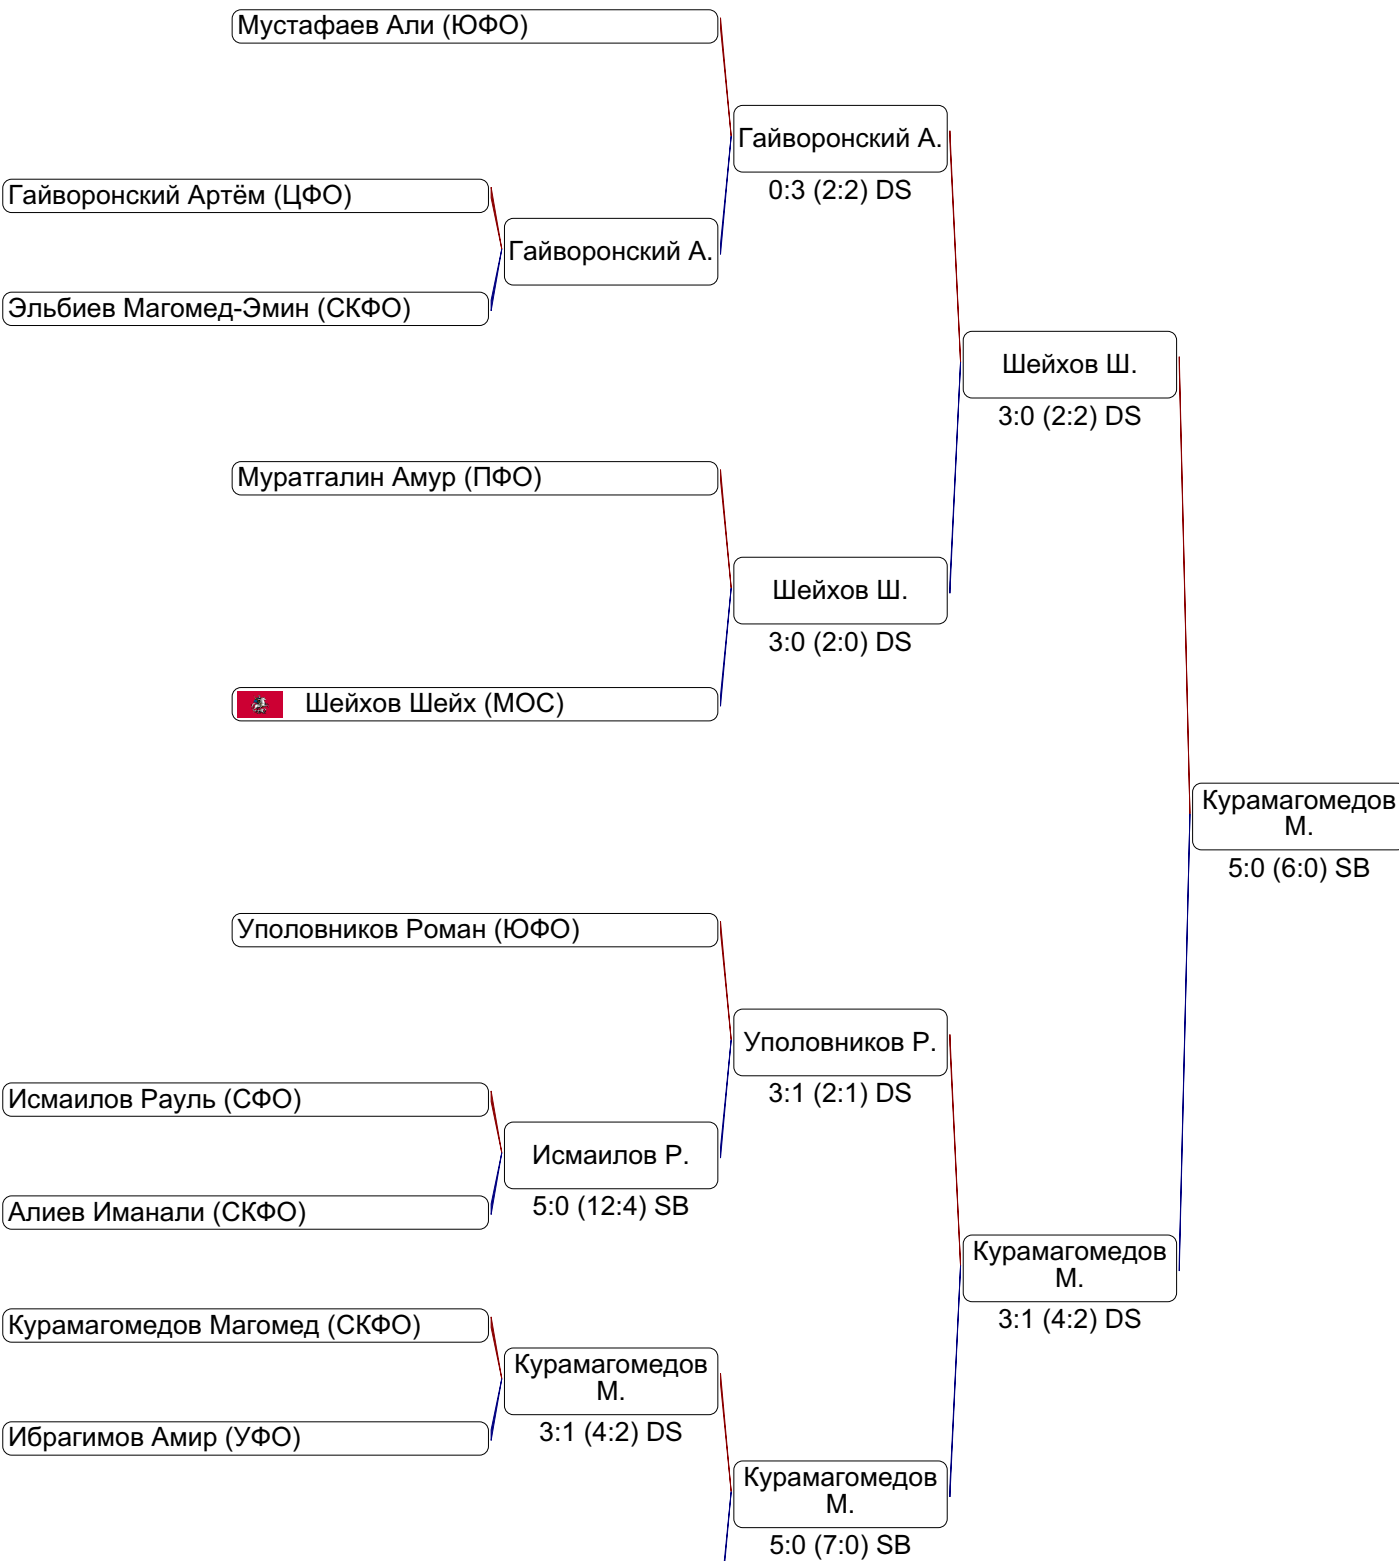 Мустафаев Али (ЮФО)
Гайворонский А.
0:3 (2:2) DS
Гайворонский Артём (ЦФО)
Гайворонский А.
Эльбиев Магомед-Эмин (СКФО)
Шейхов Ш.
3:0 (2:2) DS
Муратгалин Амур (ПФО)
Шейхов Ш.
3:0 (2:0) DS
Шейхов Шейх (МОС)
Курамагомедов
М.
5:0 (6:0) SB
Уполовников Роман (ЮФО)
Уполовников Р.
3:1 (2:1) DS
Исмаилов Рауль (СФО)
Исмаилов Р.
5:0 (12:4) SB
Алиев Иманали (СКФО)
Курамагомедов
М.
3:1 (4:2) DS
Курамагомедов Магомед (СКФО)
Курамагомедов
М.
3:1 (4:2) DS
Ибрагимов Амир (УФО)
Курамагомедов
М.
5:0 (7:0) SB